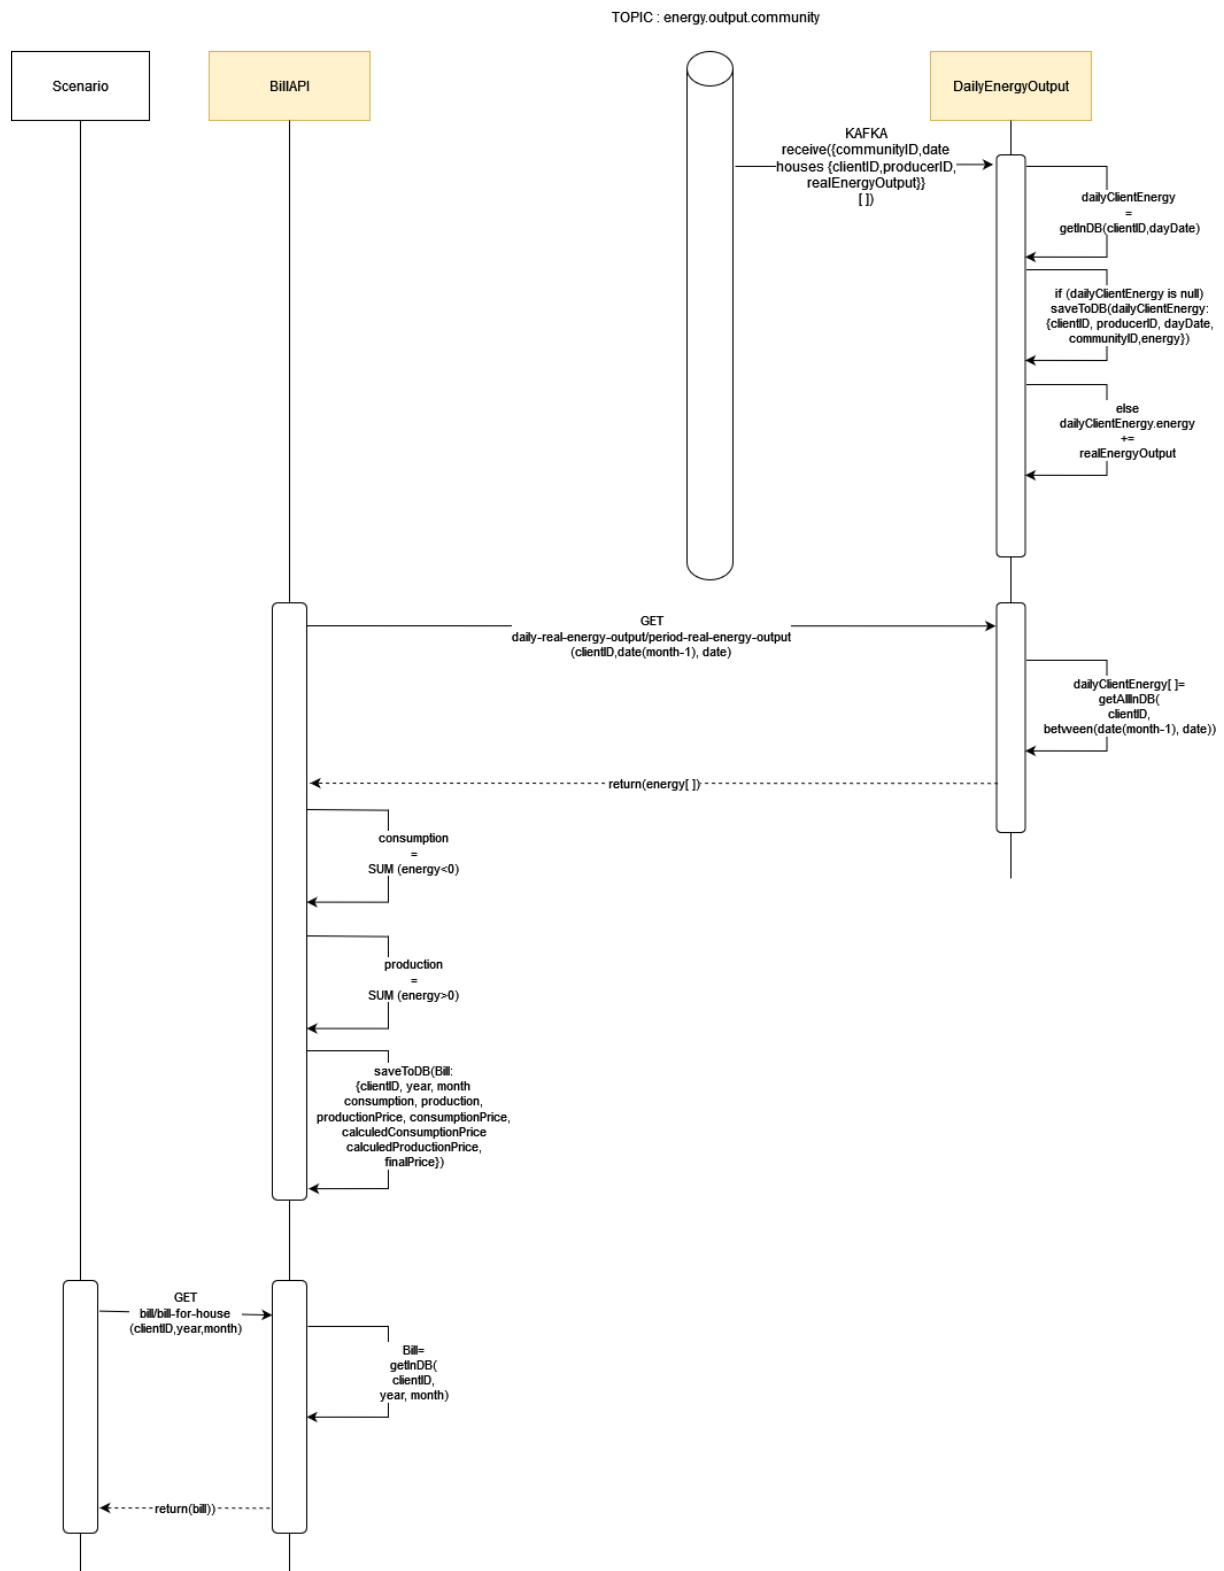 TOPIC : energy.output.community
Scenario
BillAPI
DailyEnergyOutput
KAFKA
receive({communityID,date
houses {clientID,producerID,
realEnergyOutput}}
[ ])
dailyClientEnergy
=
getInDB(clientID,dayDate)
if (dailyClientEnergy is null)
saveToDB(dailyClientEnergy:
{clientID, producerID, dayDate,
communityID,energy})
else
dailyClientEnergy.energy
+=
realEnergyOutput
GET
daily-real-energy-output/period-real-energy-output
(clientID,date(month-1), date)
dailyClientEnergy[ ]=
getAllInDB(
clientID,
between(date(month-1), date))
return(energy[ ])
consumption
=
SUM (energy<0)
production
=
SUM (energy>0)
saveToDB(Bill:
{clientID, year, month
consumption, production,
productionPrice, consumptionPrice,
calculedConsumptionPrice
calculedProductionPrice,
finalPrice})
GET
bill/bill-for-house
(clientID,year,month)
Bill=
getInDB(
clientID,
year, month)
return(bill))